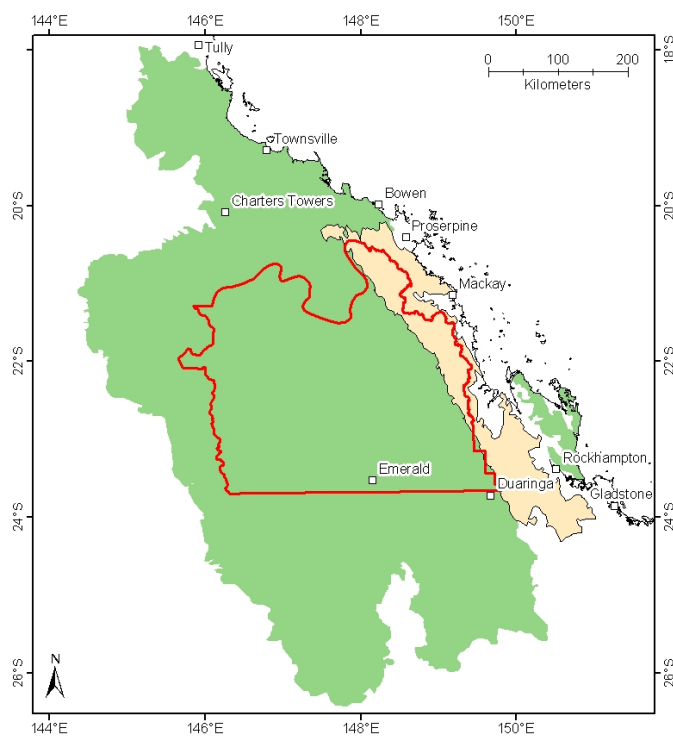 144°E 146°E 148°E 150°E
18°S
Tully
0 100 200
Kilometers
Townsville
20°S 20°S
Charters Towers
Bowen
Proserpine
Mackay
22°S 22°S
Emerald
Rockhampton
Duaringa
Gladstone
24°S 24°S
26°S 26°S
N
144°E 146°E 148°E 150°E